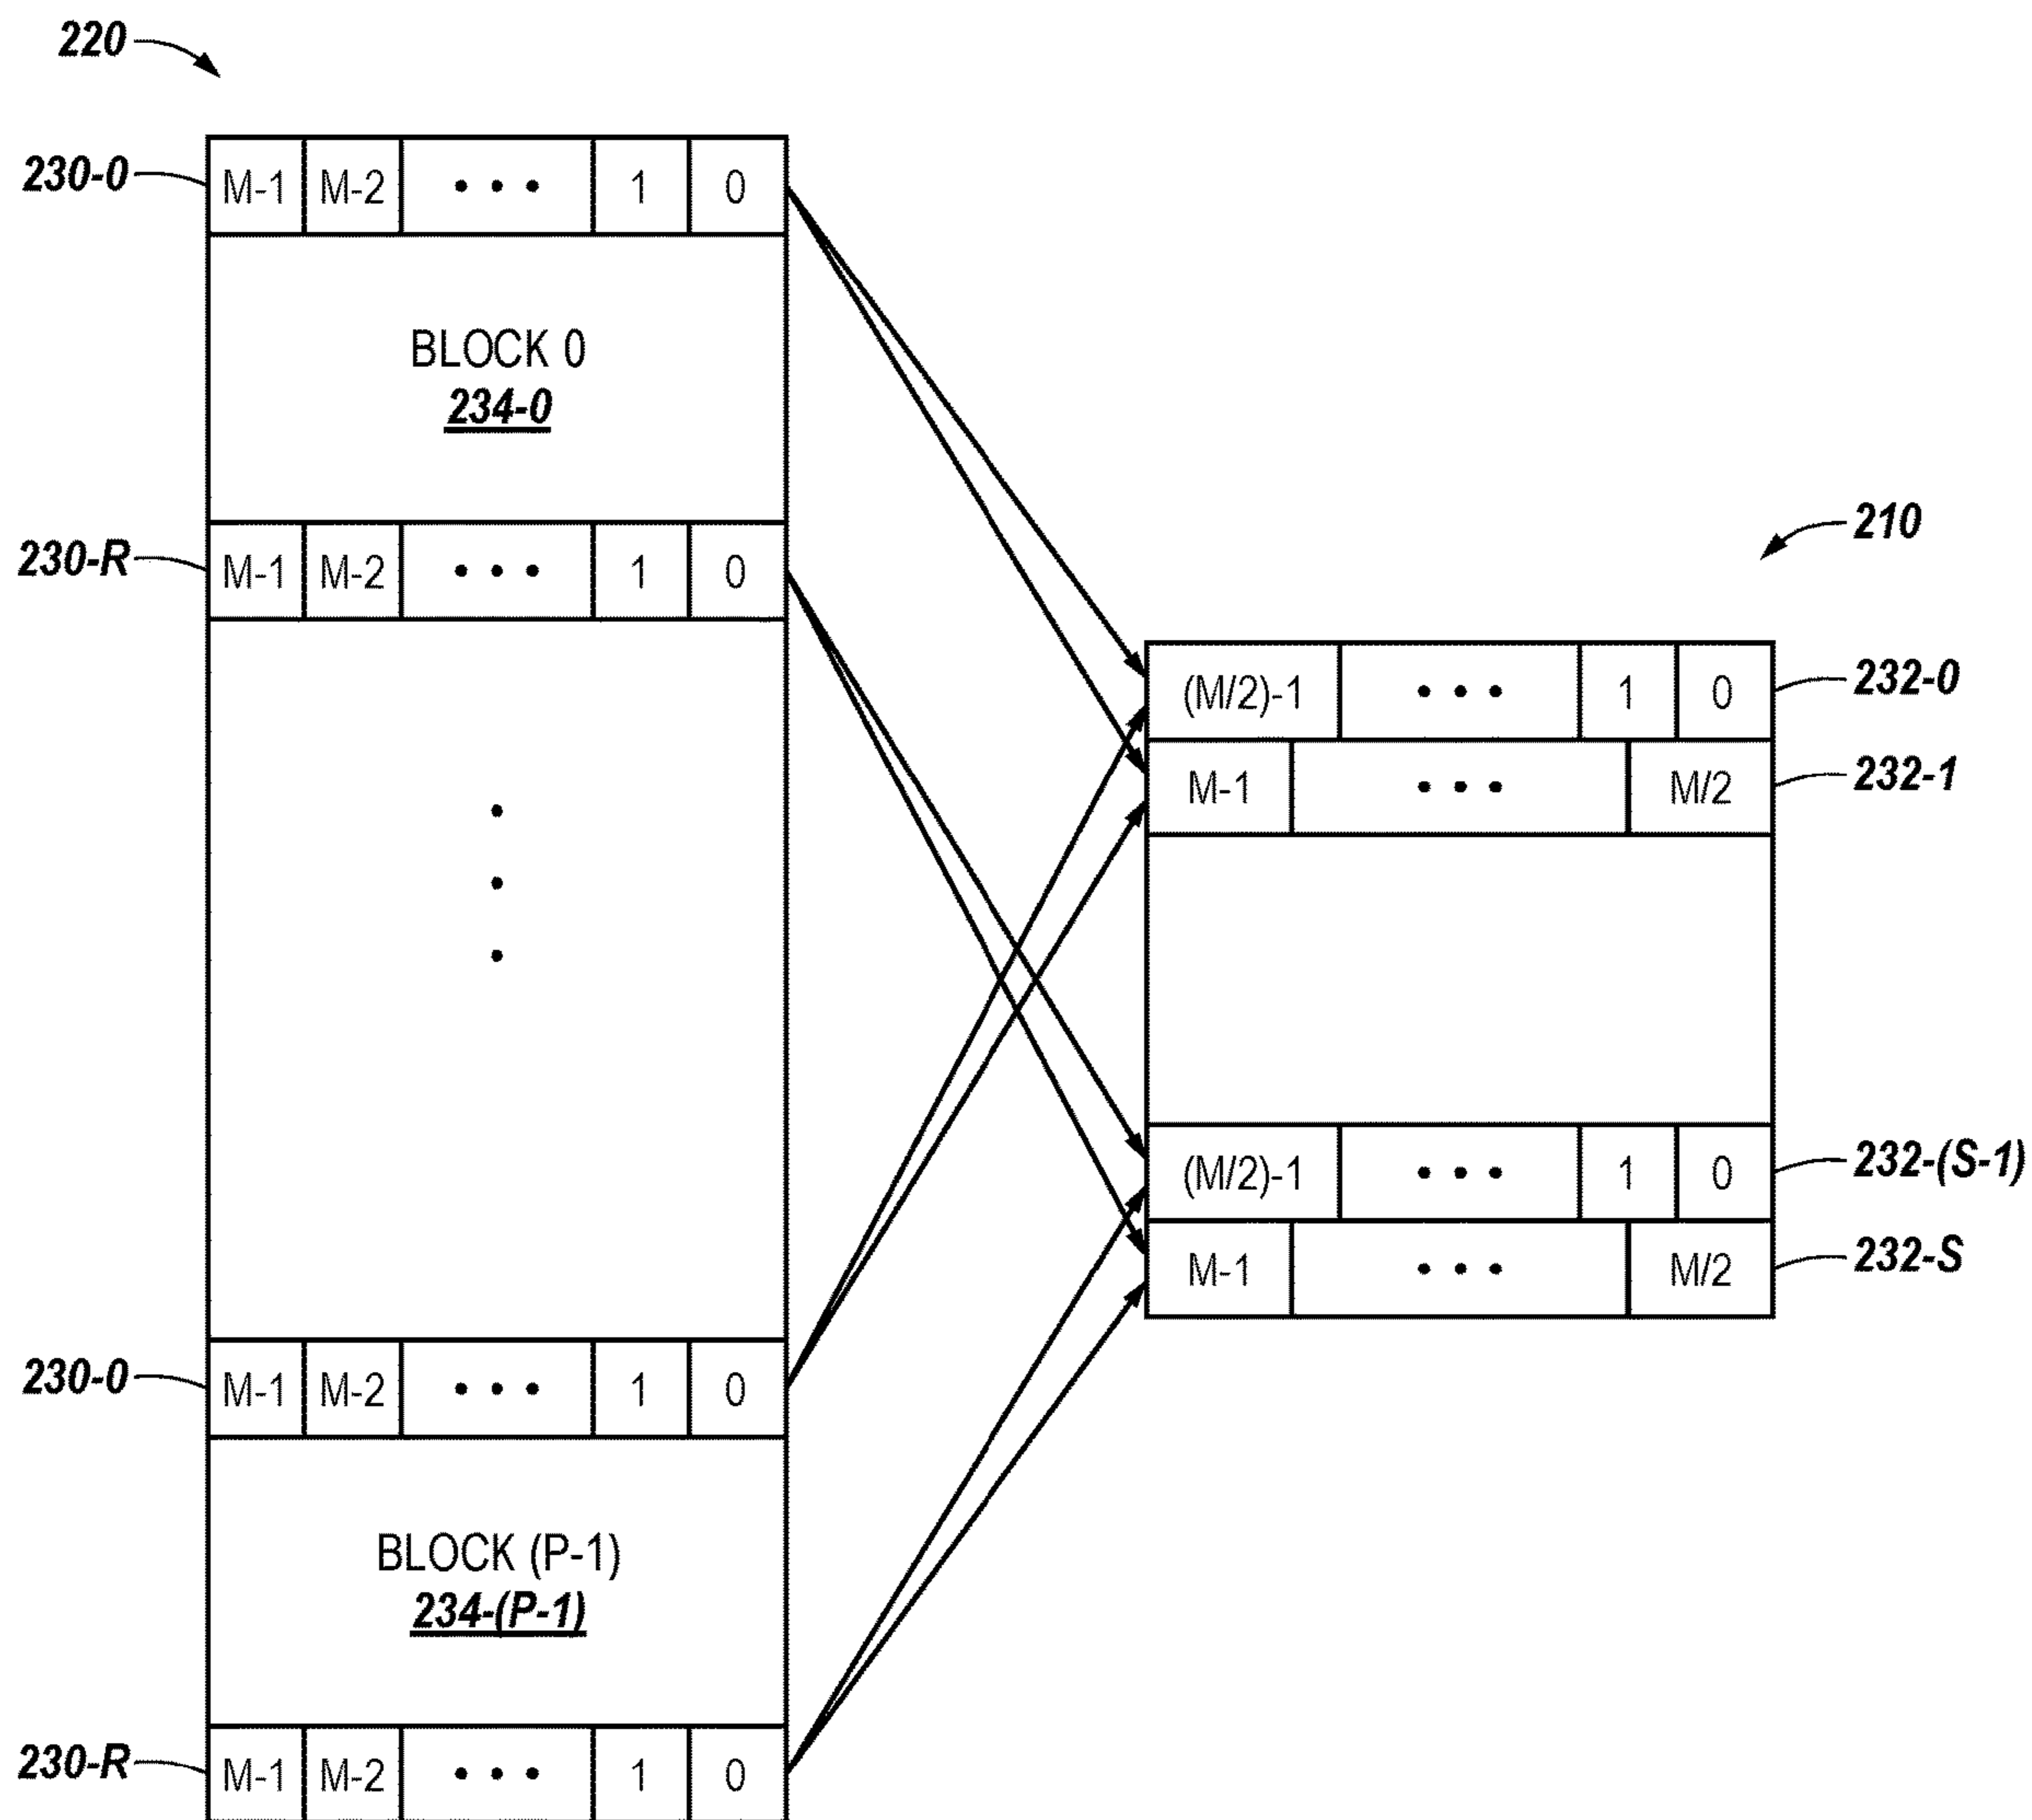 220
230-0 M-1 M-2 • • • 1 0
BLOCK 0
234-0
230-R M-1 M-2 • • • 1 0
210
(M/2)-1 • • • 1 0 232-0
M-1 • • • M/2 232-1
(M/2)-1 • • • 1 0 232-(S-1)
M-1 • • • M/2 232-S
230-0 M-1 M-2 • • • 1 0
BLOCK (P-1)
234-(P-1)
230-R M-1 M-2 • • • 1 0